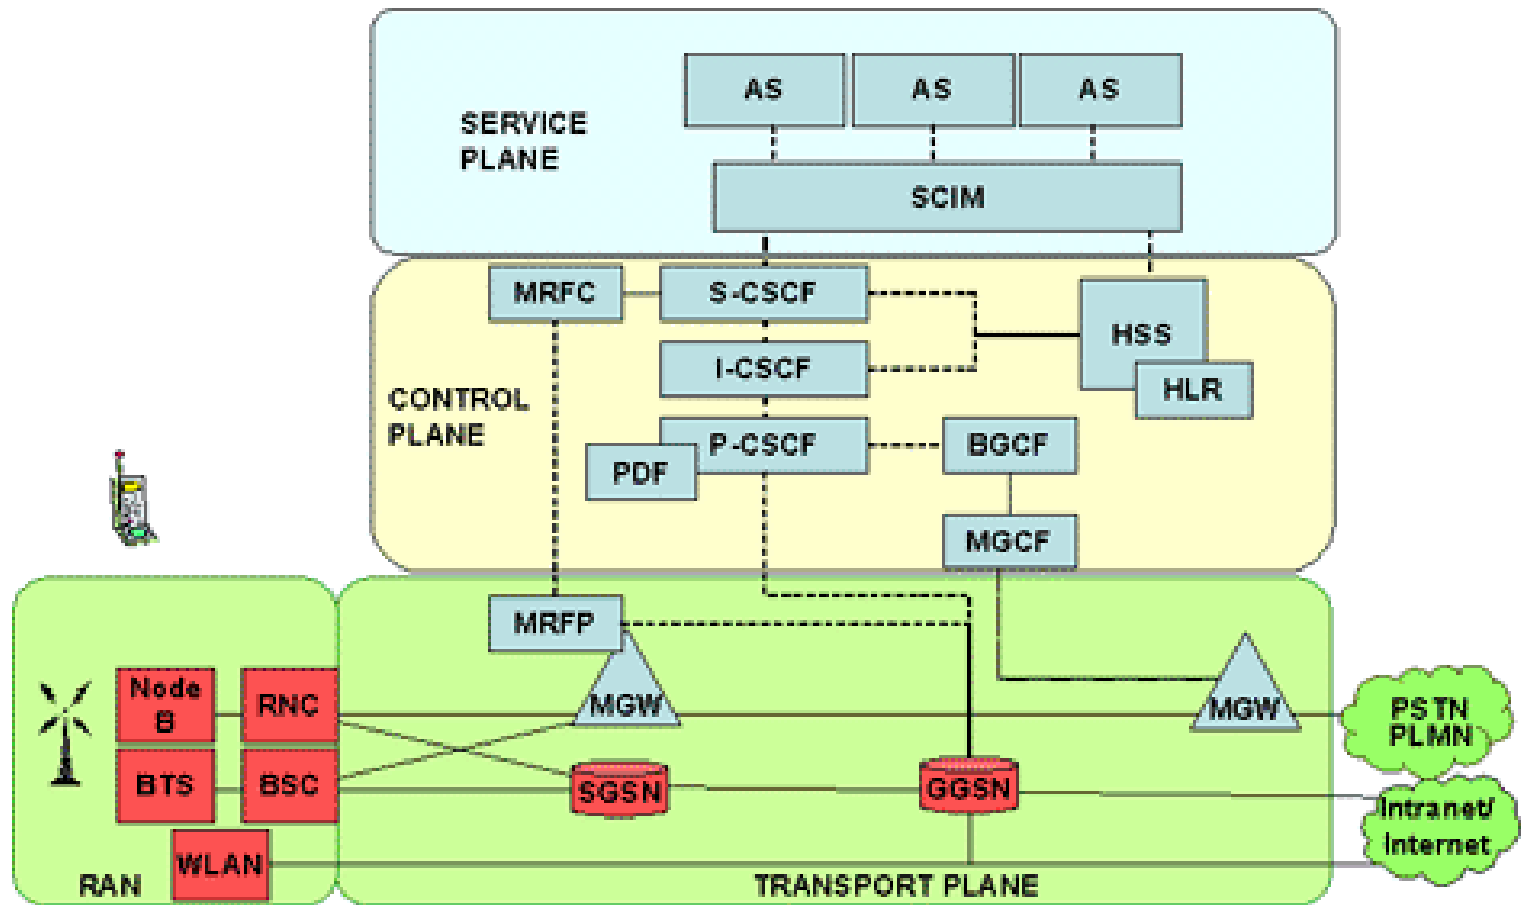 AS
AS
AS
SERVICE
PLANE
SCIM
MRFC
S-CSCF
HSS
I-CSCF
HLR
CONTROL
PLANE
P-CSCF
BGCF
PDF
MGCF
MRFP
Node
B
RNC
MGW
MGW
PSTN
PLMN
BTS
BSC
SGSN
GGSN
Intranet/
Internet
WLAN
RAN
TRANSPORT PLANE